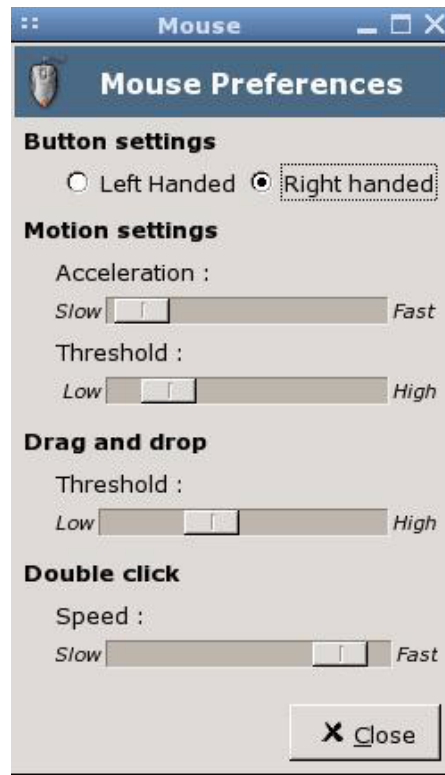 Mouse
Mouse Preferences
Button settings
Left Handed Right handed
Motion settings
Acceleration :
Slow Fast
Threshold :
Low High
Drag and drop
Threshold :
Low High
Double click
Speed :
Slow Fast
Close